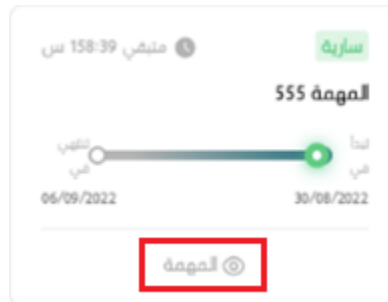 سارية
متبقي 158:39 س
المهمة 555
تبدأ في
تنتهي في
30/08/2022
06/09/2022
المهمة